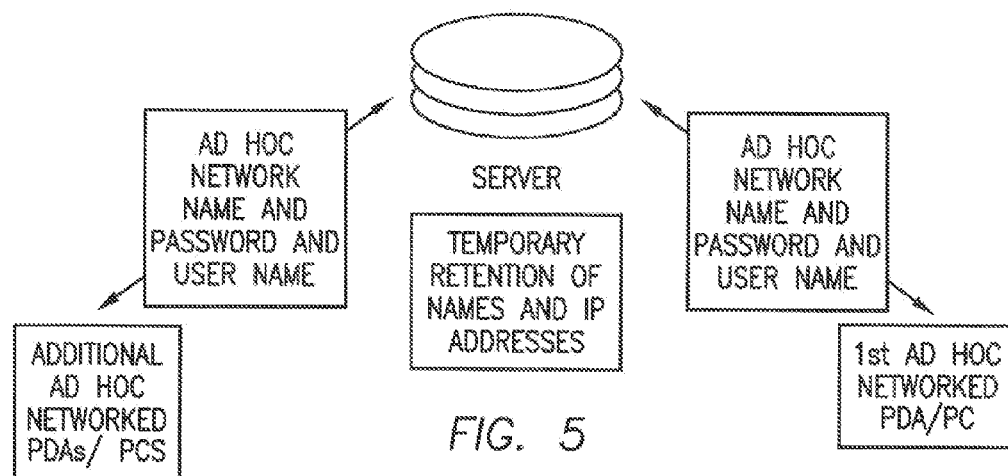 AD HOC
NETWORK
NAME AND
PASSWORD AND
USER NAME
SERVER
AD HOC
NETWORK
NAME AND
PASSWORD AND
USER NAME
TEMPORARY
RETENTION OF
NAMES AND IP
ADDRESSES
ADDITIONAL
AD HOC
NETWORKED
PDAs/ PCS
1st AD HOC
NETWORKED
PDA/PC
FIG. 5